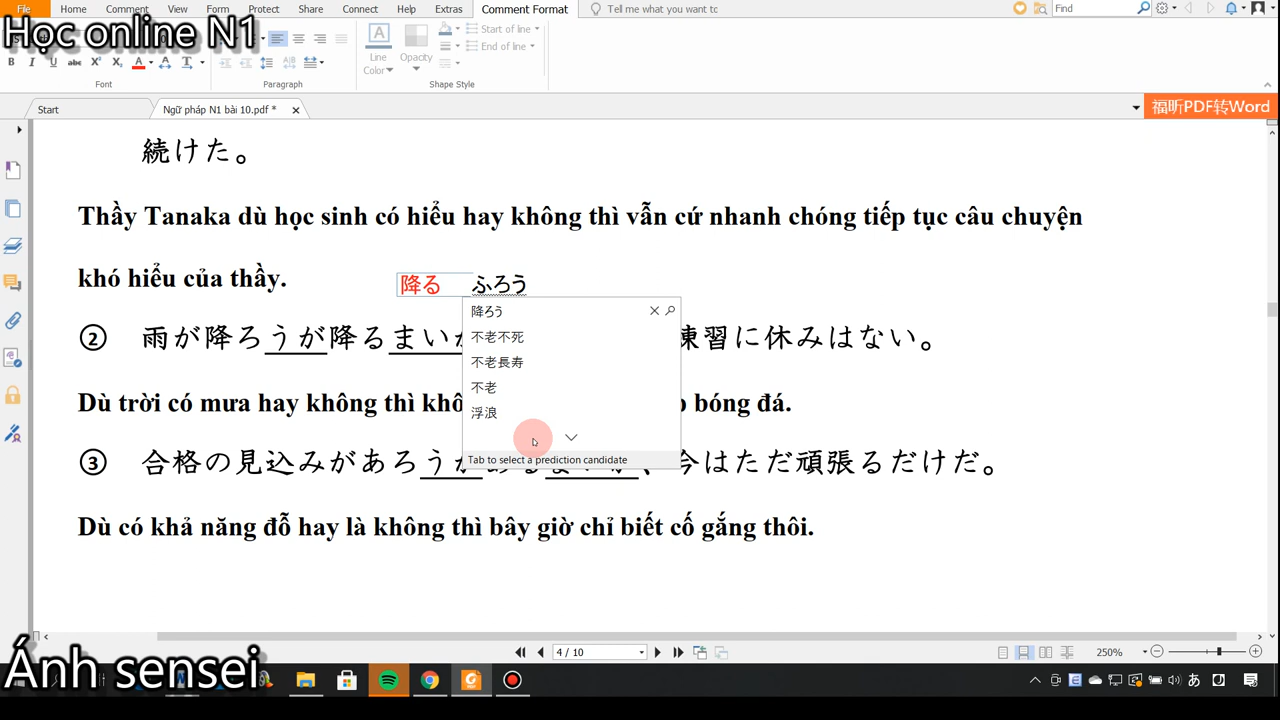 File Home Comment View Form Protect Share Connect Help Extras Comment Format Tell me what you want to Find
Học online N1
Line Color Opacity Start of line End of line
B I U abc X² X₂ A A T
Font Paragraph Shape Style
Start Ngữ pháp N1 bài 10.pdf * 福昕PDF转Word
続けた。
Thầy Tanaka dù học sinh có hiểu hay không thì vẫn cứ nhanh chóng tiếp tục câu chuyện
khó hiểu của thầy.
降る ふろう
降ろう
不老不死
不老長寿
不老
浮浪
Tab to select a prediction candidate
② 雨が降ろうが降るまい 練習に休みはない。
Dù trời có mưa hay không thì bóng đá.
③ 合格の見込みがあろう 今はただ頑張るだけだ。
Dù có khả năng đỗ hay là không thì bây giờ chỉ biết cố gắng thôi.
4 / 10 250%
Ánh sensei
あ